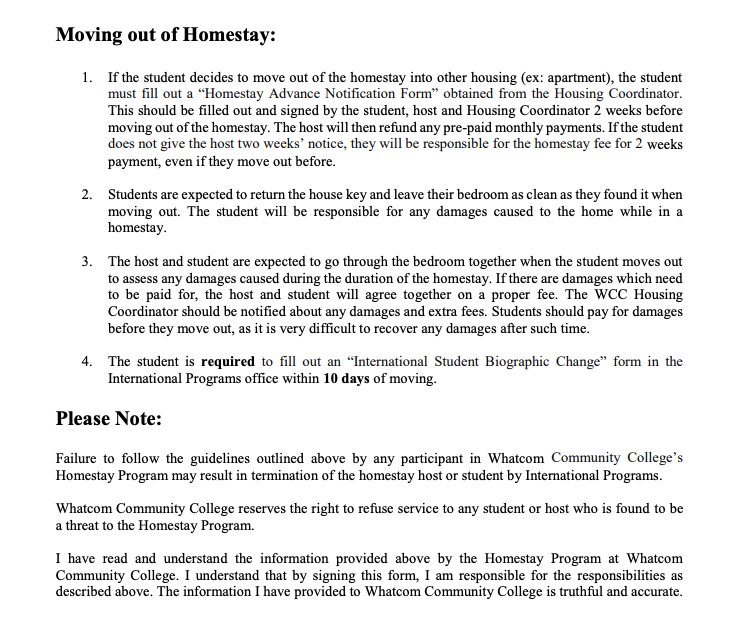 Moving out of Homestay:
1. If the student decides to move out of the homestay into other housing (ex: apartment), the student
must fill out a “Homestay Advance Notification Form” obtained from the Housing Coordinator.
This should be filled out and signed by the student, host and Housing Coordinator 2 weeks before
moving out of the homestay. The host will then refund any pre-paid monthly payments. If the student
does not give the host two weeks’ notice, they will be responsible for the homestay fee for 2 weeks
payment, even if they move out before.
2. Students are expected to return the house key and leave their bedroom as clean as they found it when
moving out. The student will be responsible for any damages caused to the home while in a
homestay.
3. The host and student are expected to go through the bedroom together when the student moves out
to assess any damages caused during the duration of the homestay. If there are damages which need
to be paid for, the host and student will agree together on a proper fee. The WCC Housing
Coordinator should be notified about any damages and extra fees. Students should pay for damages
before they move out, as it is very difficult to recover any damages after such time.
4. The student is required to fill out an “International Student Biographic Change” form in the
International Programs office within 10 days of moving.
Please Note:
Failure to follow the guidelines outlined above by any participant in Whatcom Community College’s
Homestay Program may result in termination of the homestay host or student by International Programs.
Whatcom Community College reserves the right to refuse service to any student or host who is found to be
a threat to the Homestay Program.
I have read and understand the information provided above by the Homestay Program at Whatcom
Community College. I understand that by signing this form, I am responsible for the responsibilities as
described above. The information I have provided to Whatcom Community College is truthful and accurate.